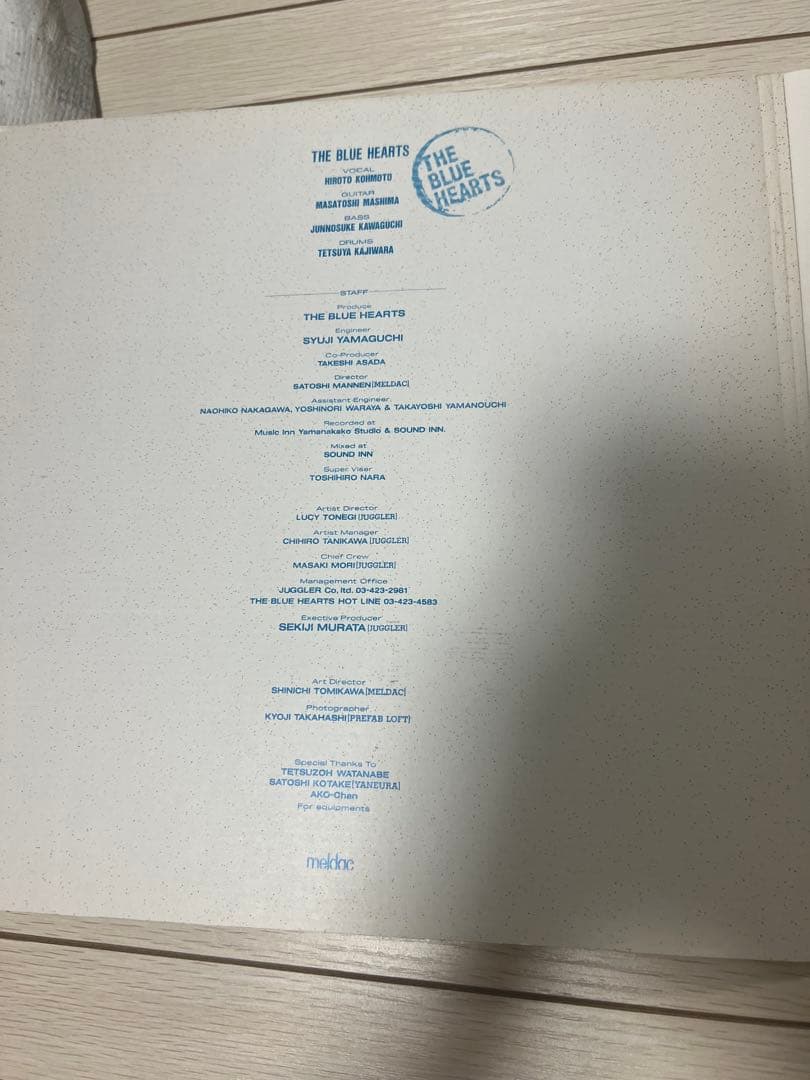 THE BLUE HEARTS
THE
BLUE
HEARTS
VOCAL
HIROTO KOHMOTO
GUITAR
MASATOSHI MASHIMA
BASS
JUNNOSUKE KAWAGUCHI
DRUMS
TETSUYA KAJIWARA
STAFF
Produce
THE BLUE HEARTS
Engineer
SYUJI YAMAGUCHI
Co-Producer
TAKESHI ASADA
Director
SATOSHI MANNEN[MELDAC]
Assistant Engineer
NAOHIKO NAKAGAWA, YOSHINORI WARAYA & TAKAYOSHI YAMANOUCHI
Recorded at
Music Inn Yamanakako Studio & SOUND INN.
Mixed at
SOUND INN
Super Viser
TOSHIHIRO NARA
Artist Director
LUCY TONEGI[JUGGLER]
Artist Manager
CHIHIRO TANIKAWA[JUGGLER]
Chief Crew
MASAKI MORI[JUGGLER]
Management Office
JUGGLER Co, ltd. 03-423-2981
THE BLUE HEARTS HOT LINE 03-423-4583
Exective Producer
SEKIJI MURATA[JUGGLER]
Art Director
SHINICHI TOMIKAWA[MELDAC]
Photographer
KYOJI TAKAHASHI[PREFAB LOFT]
Special Thanks To
TETSUZOH WATANABE
SATOSHI KOTAKE[YANEURA]
AKO-Chan
For equipments
meldac